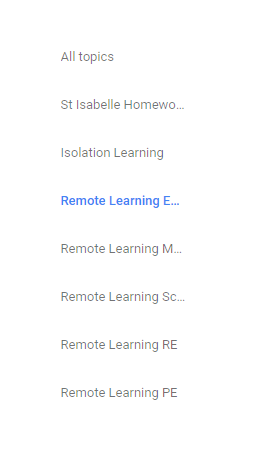 All topics
St Isabelle Homewo...
Isolation Learning
Remote Learning E...
Remote Learning M...
Remote Learning Sc...
Remote Learning RE
Remote Learning PE